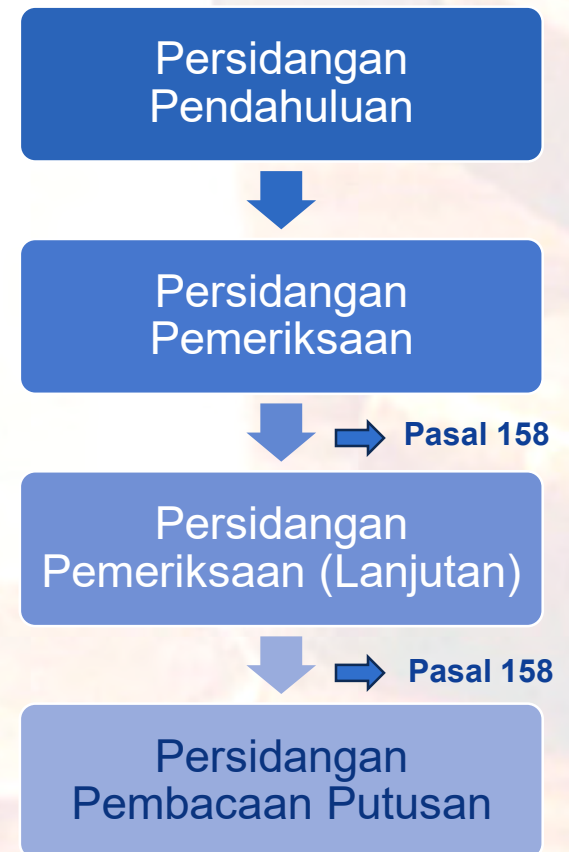 Persidangan
Pendahuluan
Persidangan
Pemeriksaan
Pasal 158
Persidangan
Pemeriksaan (Lanjutan)
Pasal 158
Persidangan
Pembacaan Putusan